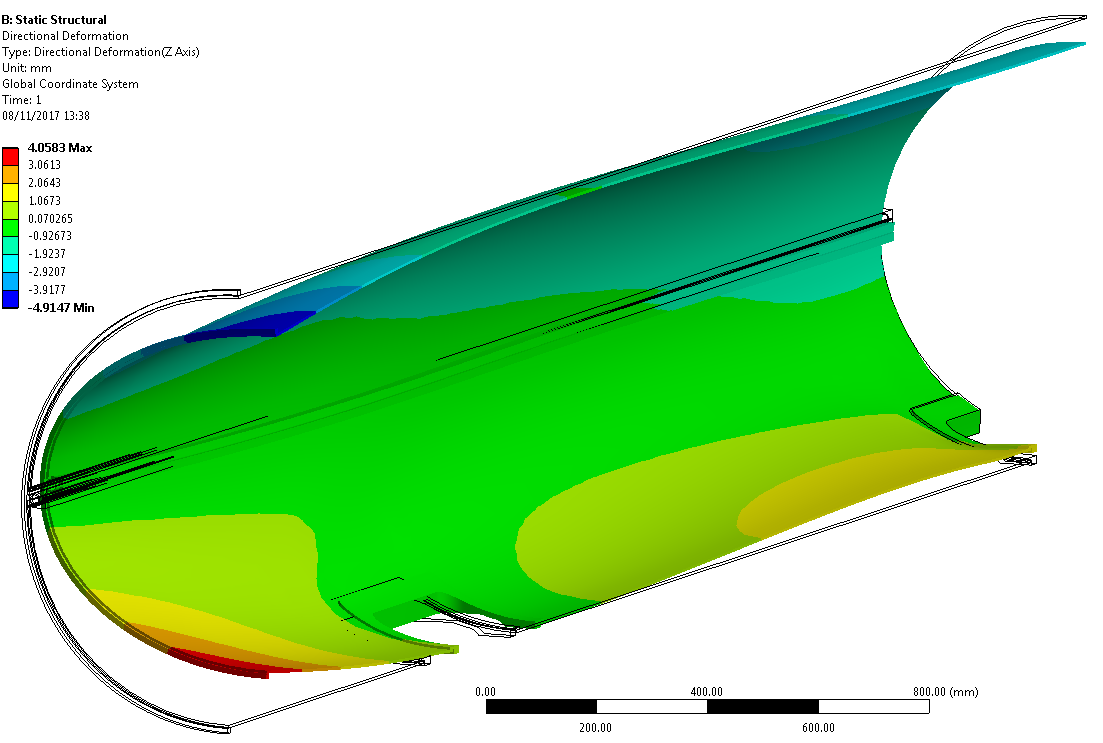 B: Static Structural
Directional Deformation
Type: Directional Deformation(Z Axis)
Unit: mm
Global Coordinate System
Time: 1
08/11/2017 13:38
4.0583 Max
3.0613
2.0643
1.0673
0.070265
-0.92673
-1.9237
-2.9207
-3.9177
-4.9147 Min
0.00 400.00 800.00 (mm)
200.00 600.00